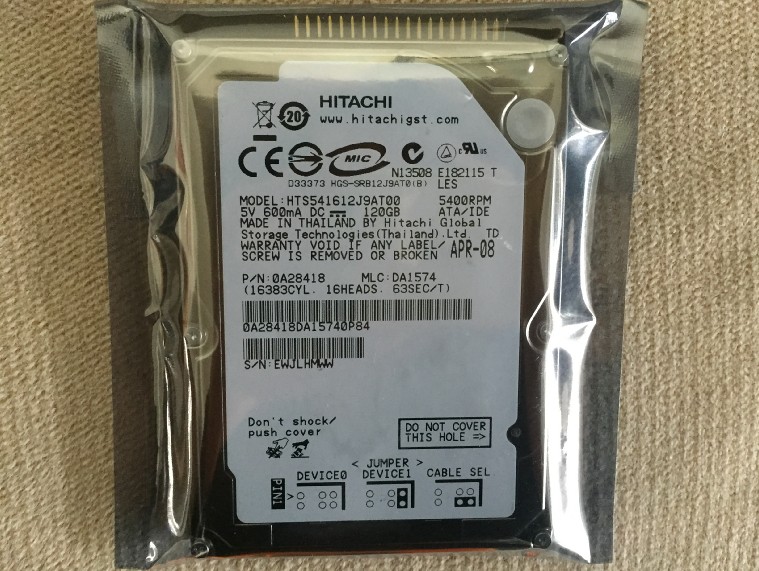 HITACHI
20
www.hitachigst.com
CE
MIC
N13508 E182115 T
D33373 HGS-SRB12J9AT0(B) LES
MODEL:HTS541612J9AT00 5400RPM
5V 600mA DC 120GB ATA/IDE
MADE IN THAILAND BY Hitachi Global
Storage Technologies(Thailand).Ltd. TD
WARRANTY VOID IF ANY LABEL/ APR-08
SCREW IS REMOVED OR BROKEN
P/N:0A28418 MLC:DA1574
(16383CYL. 16HEADS. 63SEC/T)
0A28418DA15740P84
S/N:EWJLHMWW
Don't shock/
push cover
DO NOT COVER
THIS HOLE =>
< JUMPER >
DEVICE0 DEVICE1 CABLE SEL
PIN1 >